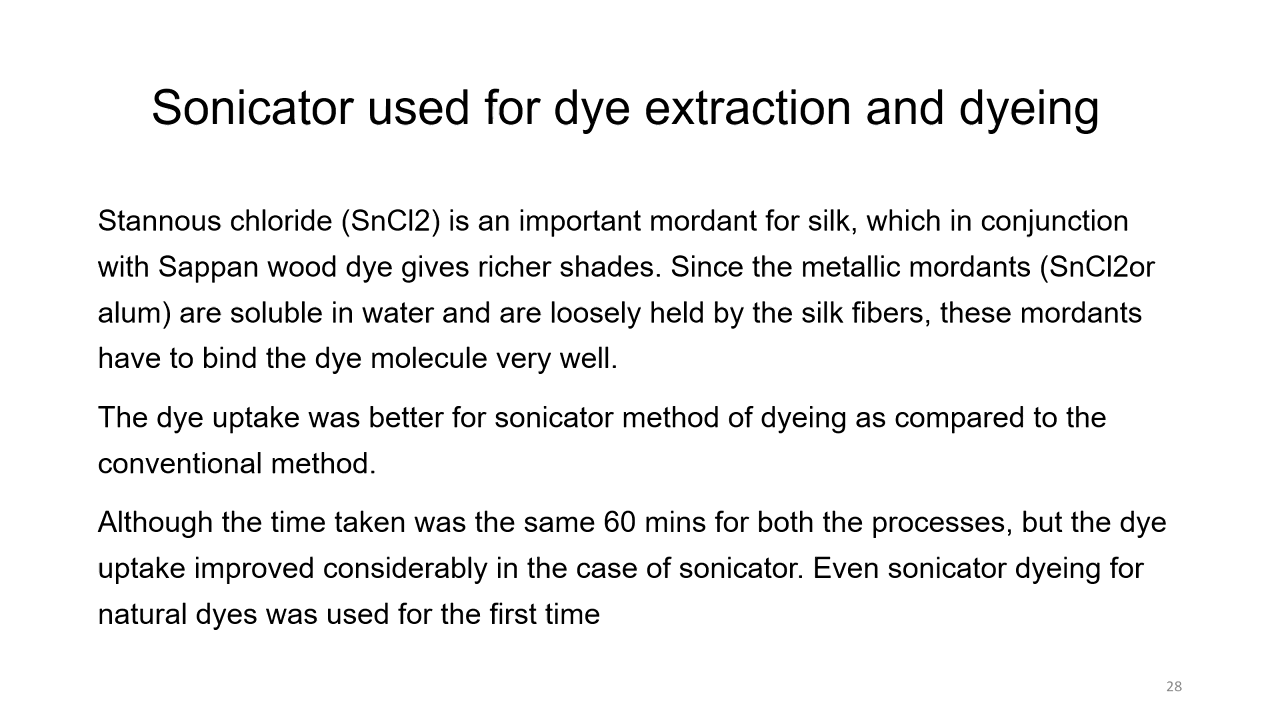 Sonicator used for dye extraction and dyeing
Stannous chloride (SnCl2) is an important mordant for silk, which in conjunction
with Sappan wood dye gives richer shades. Since the metallic mordants (SnCl2or
alum) are soluble in water and are loosely held by the silk fibers, these mordants
have to bind the dye molecule very well.
The dye uptake was better for sonicator method of dyeing as compared to the
conventional method.
Although the time taken was the same 60 mins for both the processes, but the dye
uptake improved considerably in the case of sonicator. Even sonicator dyeing for
natural dyes was used for the first time
28